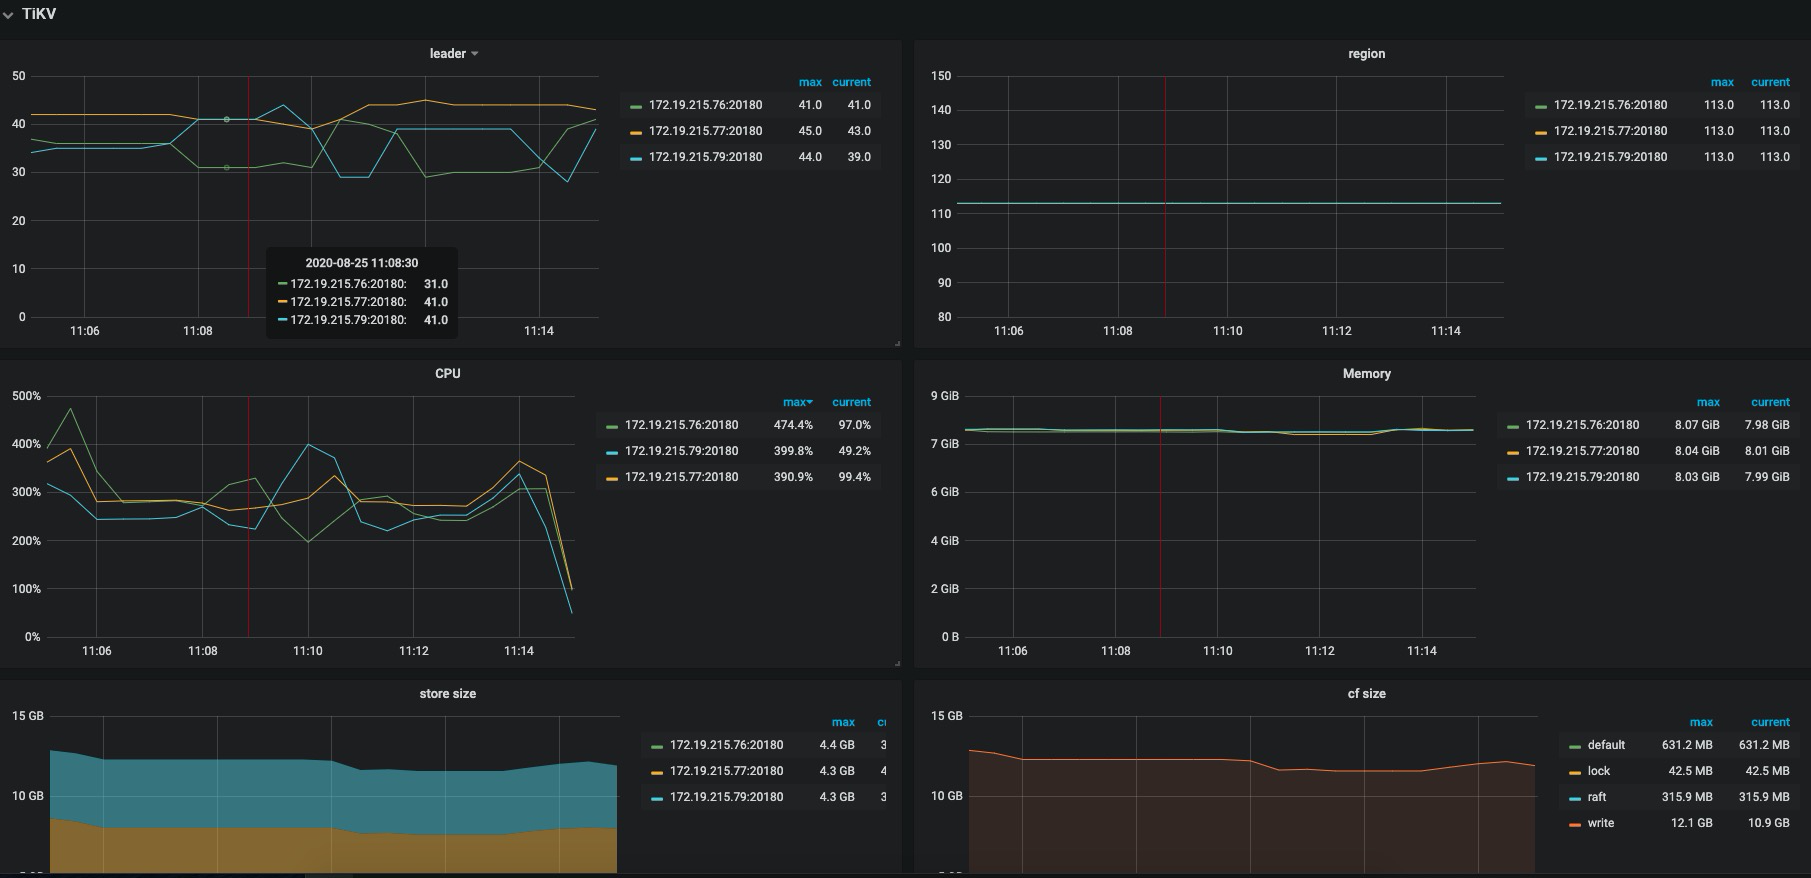 TiKV
leader
50
40
30
20
10
0
11:06
11:08
11:14
max current
172.19.215.76:20180 41.0 41.0
172.19.215.77:20180 45.0 43.0
172.19.215.79:20180 44.0 39.0
2020-08-25 11:08:30
172.19.215.76:20180: 31.0
172.19.215.77:20180: 41.0
172.19.215.79:20180: 41.0
region
150
140
130
120
110
100
90
80
11:06
11:08
11:10
11:12
11:14
max current
172.19.215.76:20180 113.0 113.0
172.19.215.77:20180 113.0 113.0
172.19.215.79:20180 113.0 113.0
CPU
500%
400%
300%
200%
100%
0%
11:06
11:08
11:10
11:12
11:14
max current
172.19.215.76:20180 474.4% 97.0%
172.19.215.79:20180 399.8% 49.2%
172.19.215.77:20180 390.9% 99.4%
Memory
9 GiB
7 GiB
6 GiB
4 GiB
2 GiB
0 B
11:06
11:08
11:10
11:12
11:14
max current
172.19.215.76:20180 8.07 GiB 7.98 GiB
172.19.215.77:20180 8.04 GiB 8.01 GiB
172.19.215.79:20180 8.03 GiB 7.99 GiB
store size
15 GB
10 GB
max
172.19.215.76:20180 4.4 GB 3
172.19.215.77:20180 4.3 GB 4
172.19.215.79:20180 4.3 GB 3
cf size
15 GB
10 GB
max current
default 631.2 MB 631.2 MB
lock 42.5 MB 42.5 MB
raft 315.9 MB 315.9 MB
write 12.1 GB 10.9 GB